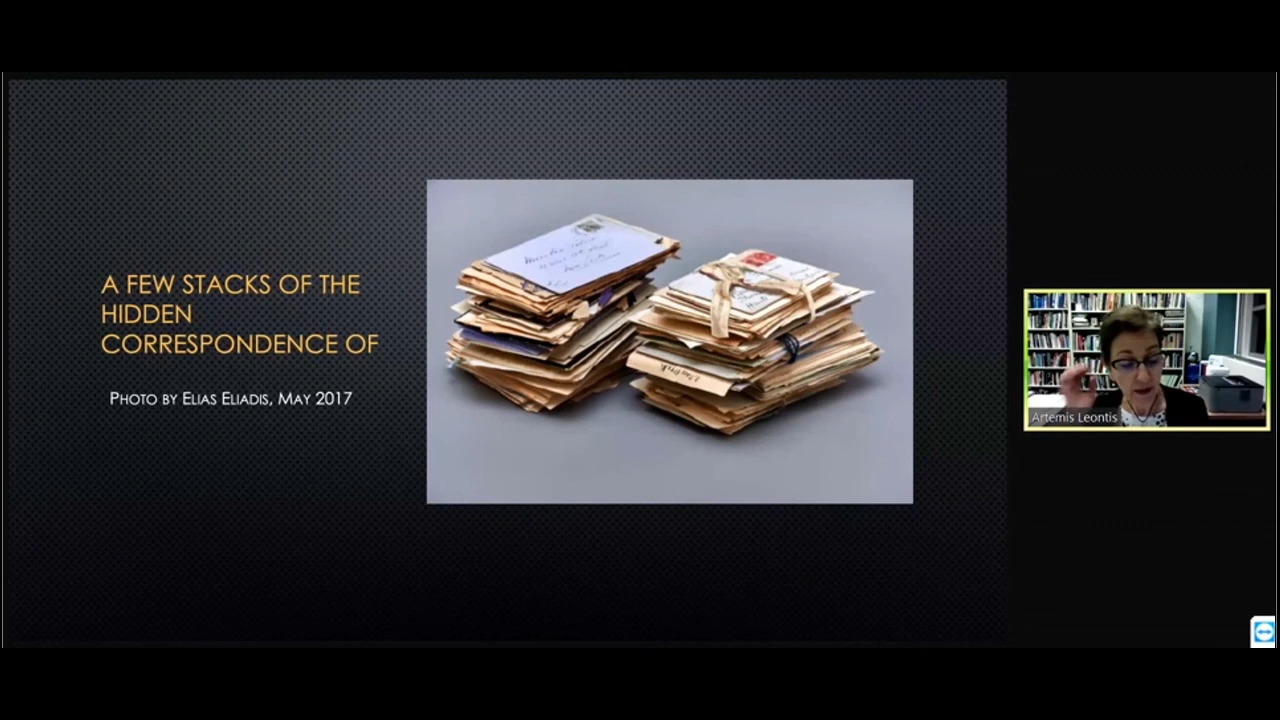 A FEW STACKS OF THE
HIDDEN
CORRESPONDENCE OF
PHOTO BY ELIAS ELIADIS, MAY 2017
Artemis Leontis